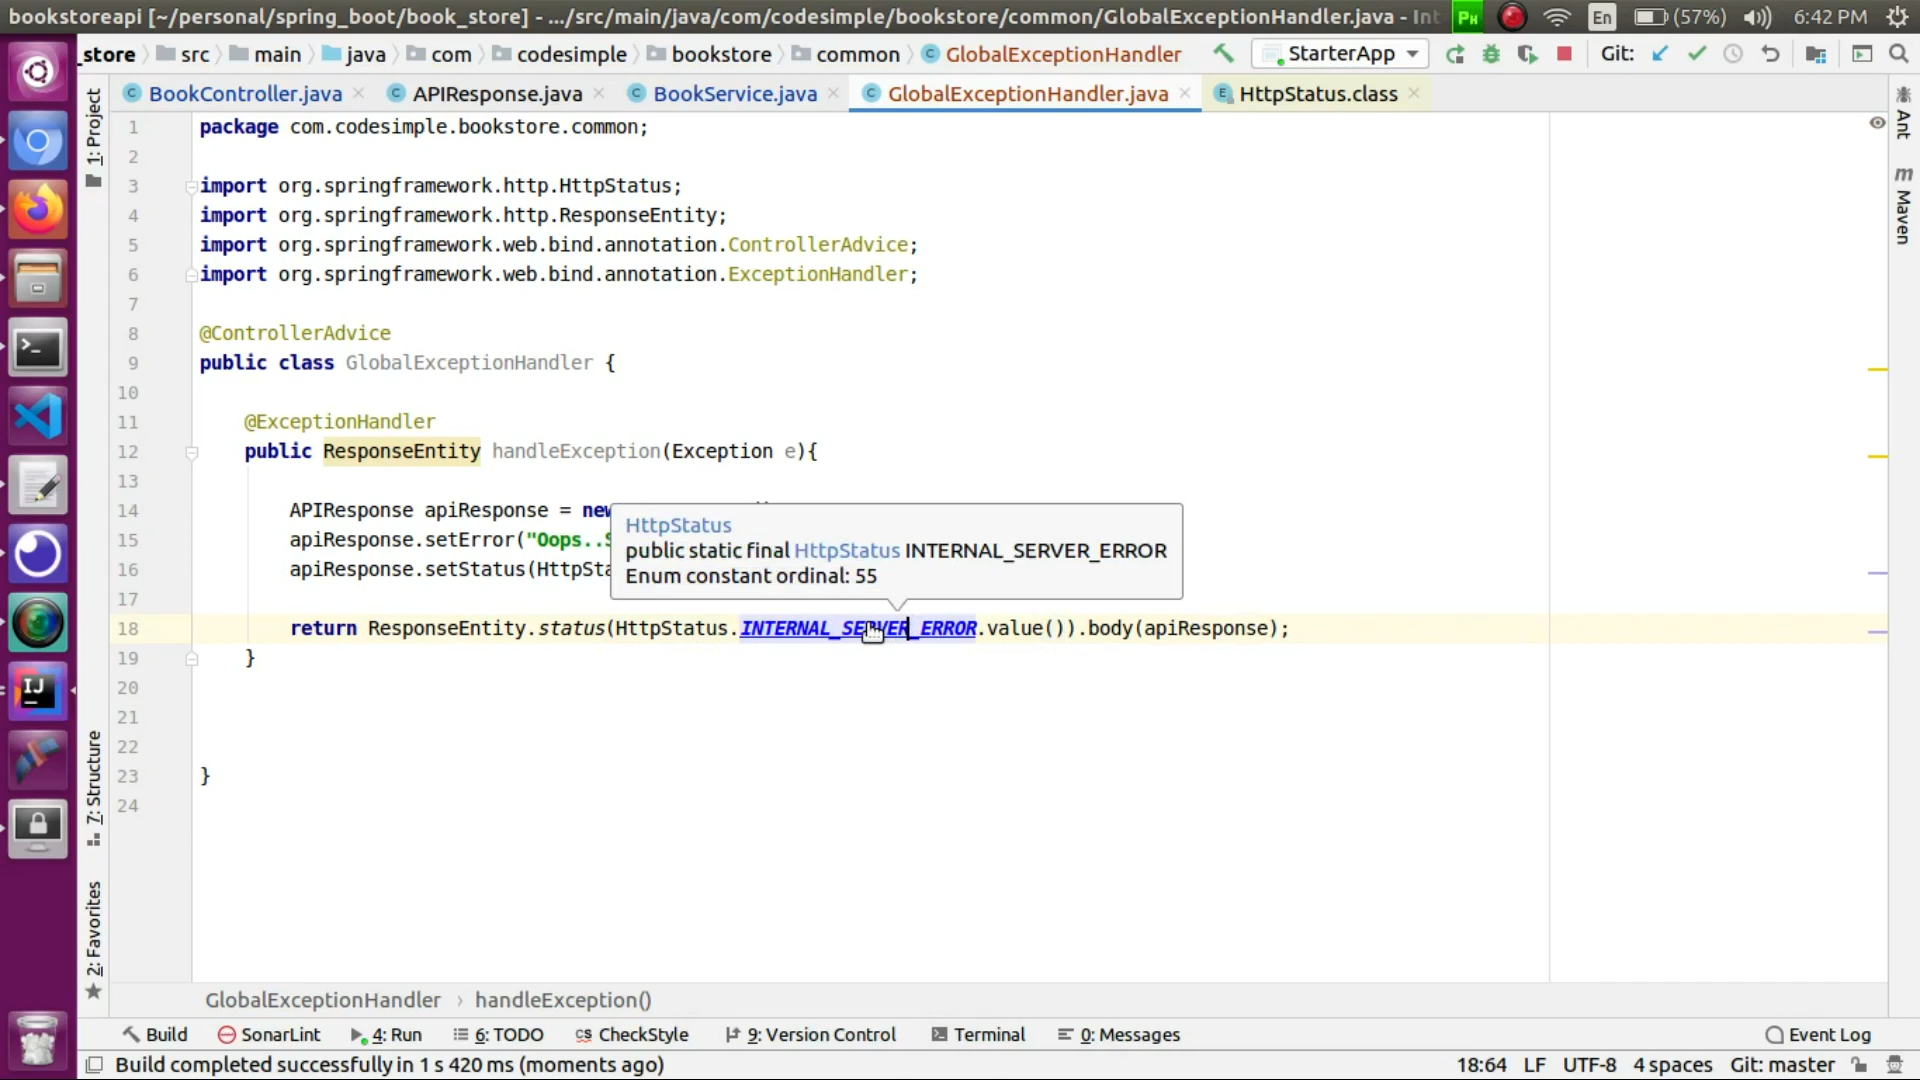 bookstoreapi [~/personal/spring_boot/book_store] - .../src/main/java/com/codesimple/bookstore/common/GlobalExceptionHandler.java - Int
En (57%) 6:42 PM
_store src main java com codesimple bookstore common GlobalExceptionHandler StarterApp Git:
BookController.java APIResponse.java BookService.java GlobalExceptionHandler.java HttpStatus.class
1: Project
Ant
Maven
7: Structure
2: Favorites
1 package com.codesimple.bookstore.common;
2
3 import org.springframework.http.HttpStatus;
4 import org.springframework.http.ResponseEntity;
5 import org.springframework.web.bind.annotation.ControllerAdvice;
6 import org.springframework.web.bind.annotation.ExceptionHandler;
7
8 @ControllerAdvice
9 public class GlobalExceptionHandler {
10
11 @ExceptionHandler
12 public ResponseEntity handleException(Exception e){
13
14 APIResponse apiResponse = new
15 apiResponse.setError("Oops..S
16 apiResponse.setStatus(HttpSta
HttpStatus
public static final HttpStatus INTERNAL_SERVER_ERROR
Enum constant ordinal: 55
17
18 return ResponseEntity.status(HttpStatus.INTERNAL_SERVER_ERROR.value()).body(apiResponse);
19 }
20
21
22
23 }
24
GlobalExceptionHandler › handleException()
Build SonarLint 4: Run 6: TODO CheckStyle 9: Version Control Terminal 0: Messages Event Log
Build completed successfully in 1 s 420 ms (moments ago) 18:64 LF UTF-8 4 spaces Git: master